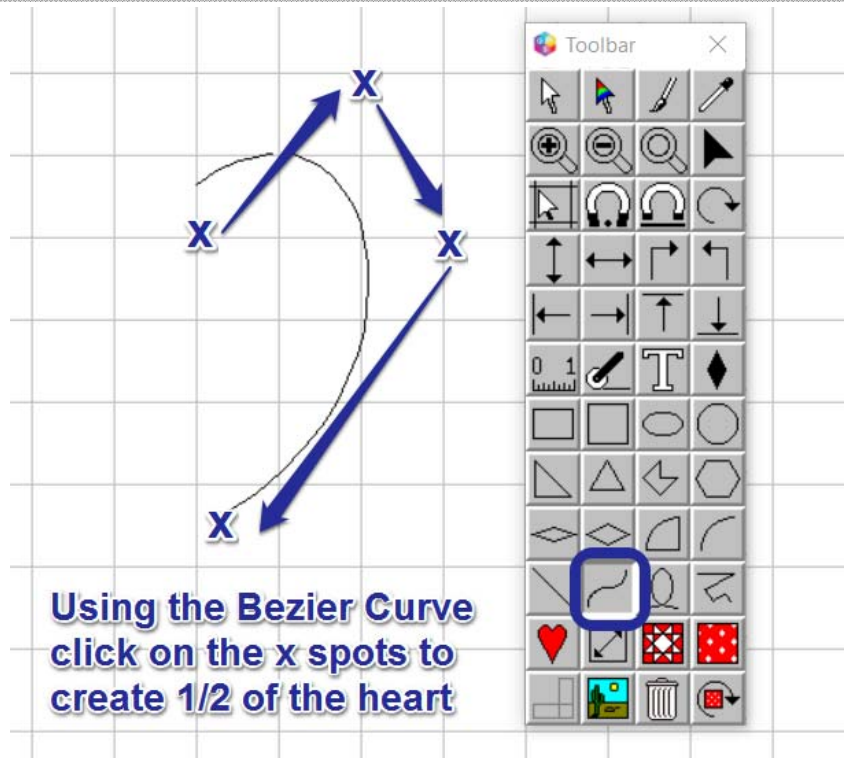 Toolbar
X
X
X
X
0 1
T
Using the Bezier Curve
click on the x spots to
create 1/2 of the heart